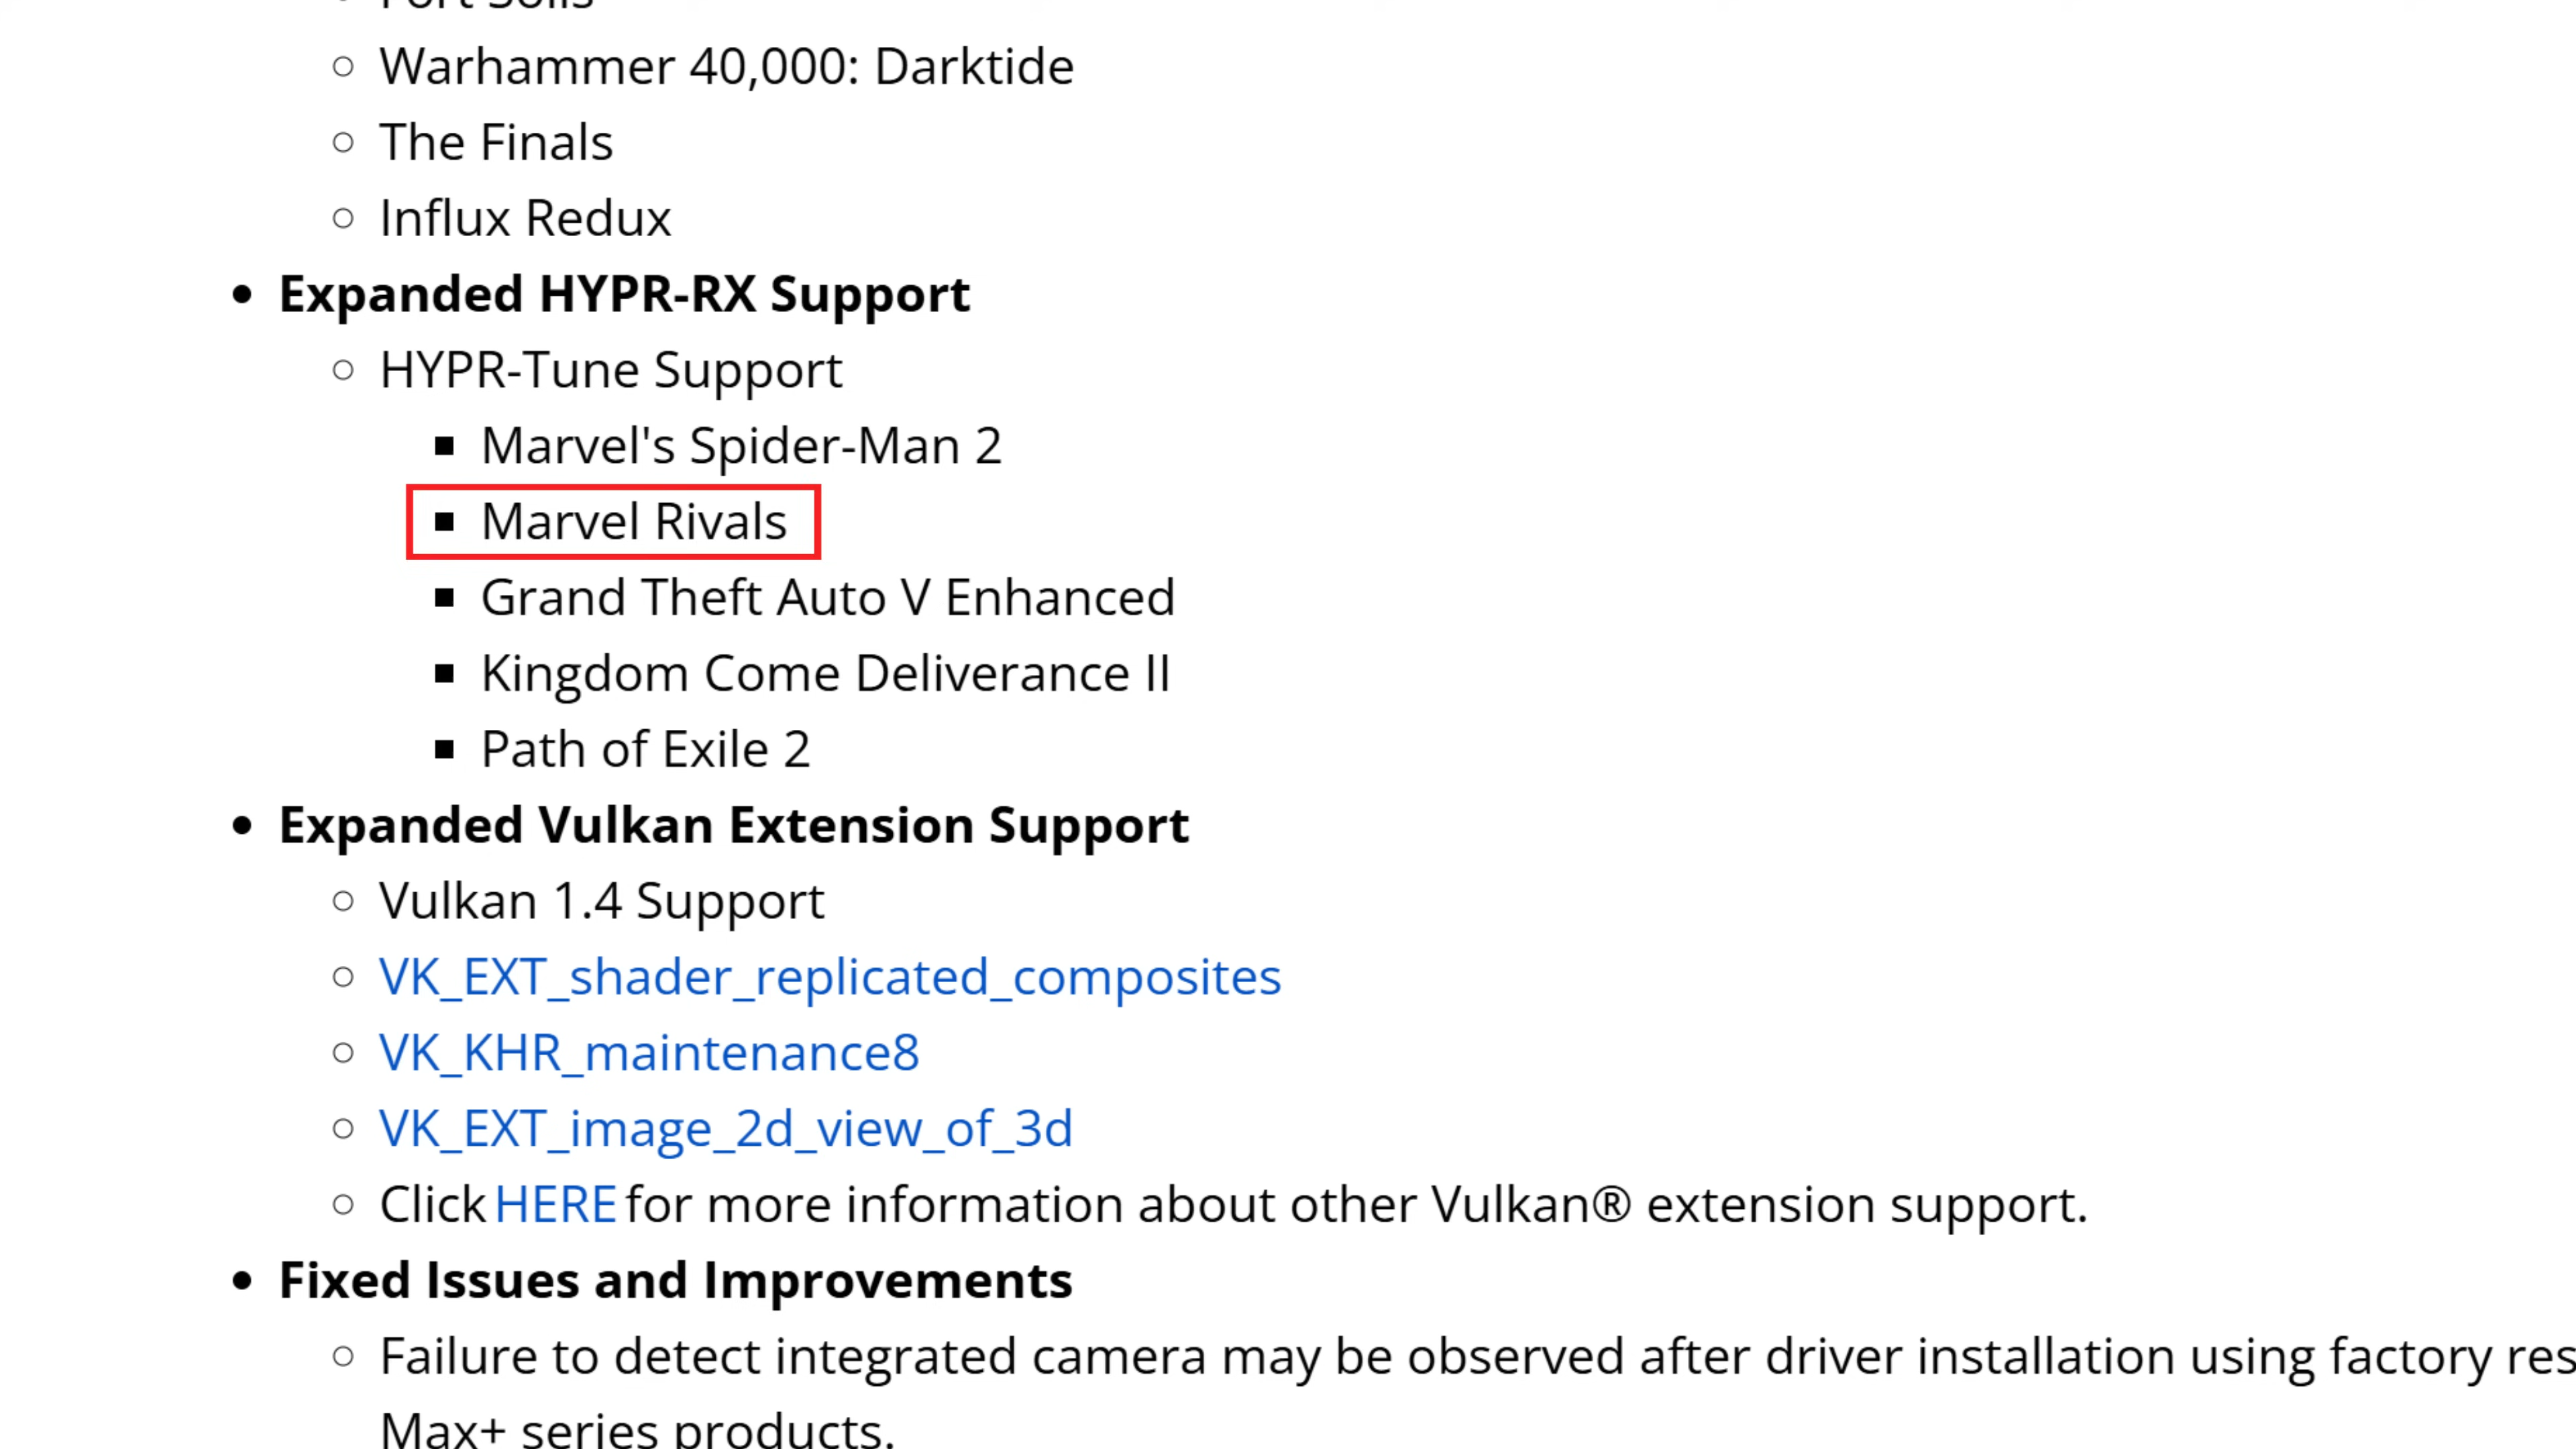 Fort Solis
Warhammer 40,000: Darktide
The Finals
Influx Redux
Expanded HYPR-RX Support
HYPR-Tune Support
Marvel's Spider-Man 2
Marvel Rivals
Grand Theft Auto V Enhanced
Kingdom Come Deliverance II
Path of Exile 2
Expanded Vulkan Extension Support
Vulkan 1.4 Support
VK_EXT_shader_replicated_composites
VK_KHR_maintenance8
VK_EXT_image_2d_view_of_3d
Click HERE for more information about other Vulkan® extension support.
Fixed Issues and Improvements
Failure to detect integrated camera may be observed after driver installation using factory res
Max+ series products.